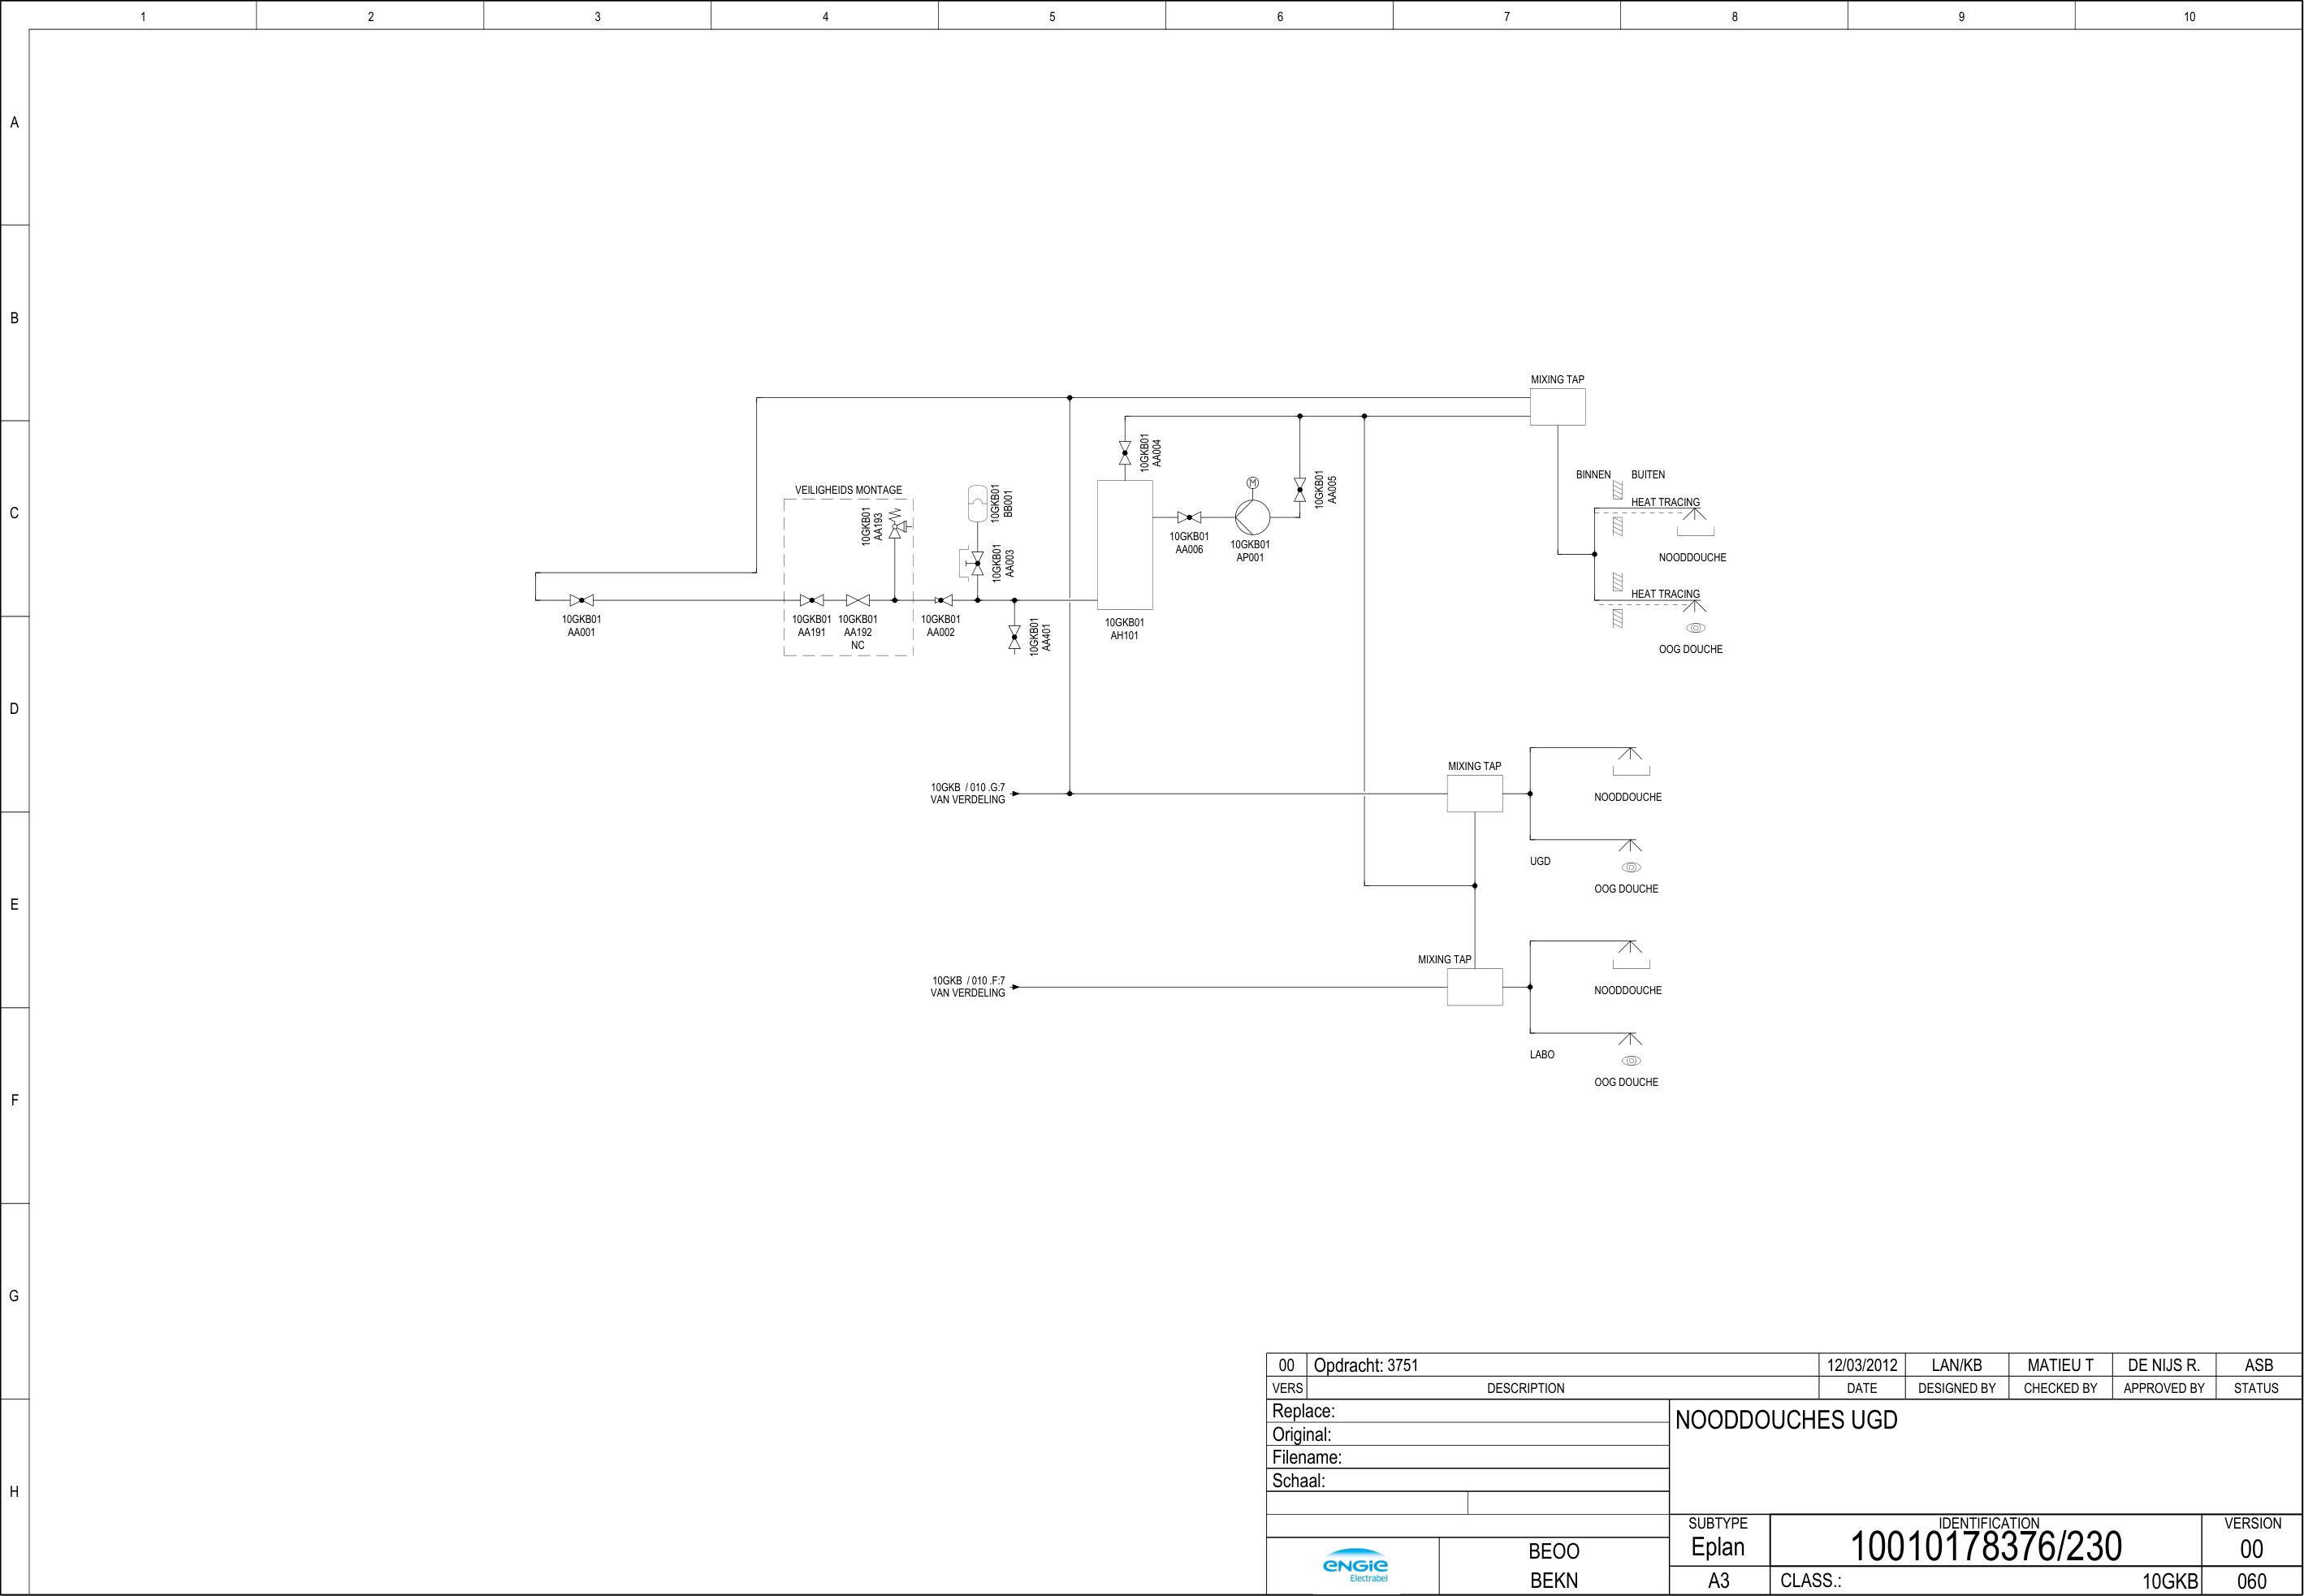 1 2 3 4 5 6 7 8 9 10
A
B
C
D
E
F
G
H
MIXING TAP
10GKB01
AA004
BINNEN BUITEN
HEAT TRACING
NOODDOUCHE
HEAT TRACING
OOG DOUCHE
VEILIGHEIDS MONTAGE
10GKB01
AA193
10GKB01
BB001
10GKB01
AA003
M
10GKB01
AA005
10GKB01
AA006
10GKB01
AP001
10GKB01
AA001
10GKB01
AA191
10GKB01
AA192
NC
10GKB01
AA002
10GKB01
AA401
10GKB01
AH101
MIXING TAP
10GKB / 010 .G:7
VAN VERDELING
NOODDOUCHE
UGD
OOG DOUCHE
MIXING TAP
10GKB / 010 .F:7
VAN VERDELING
NOODDOUCHE
LABO
OOG DOUCHE
00 Opdracht: 3751 12/03/2012 LAN/KB MATIEU T DE NIJS R. ASB
VERS DESCRIPTION DATE DESIGNED BY CHECKED BY APPROVED BY STATUS
Replace:
Original:
Filename:
Schaal:
NOODDOUCHES UGD
SUBTYPE IDENTIFICATION VERSION
Eplan 10010178376/230 00
A3 CLASS.: 10GKB 060
ENGIE
Electrabel
BEOO
BEKN